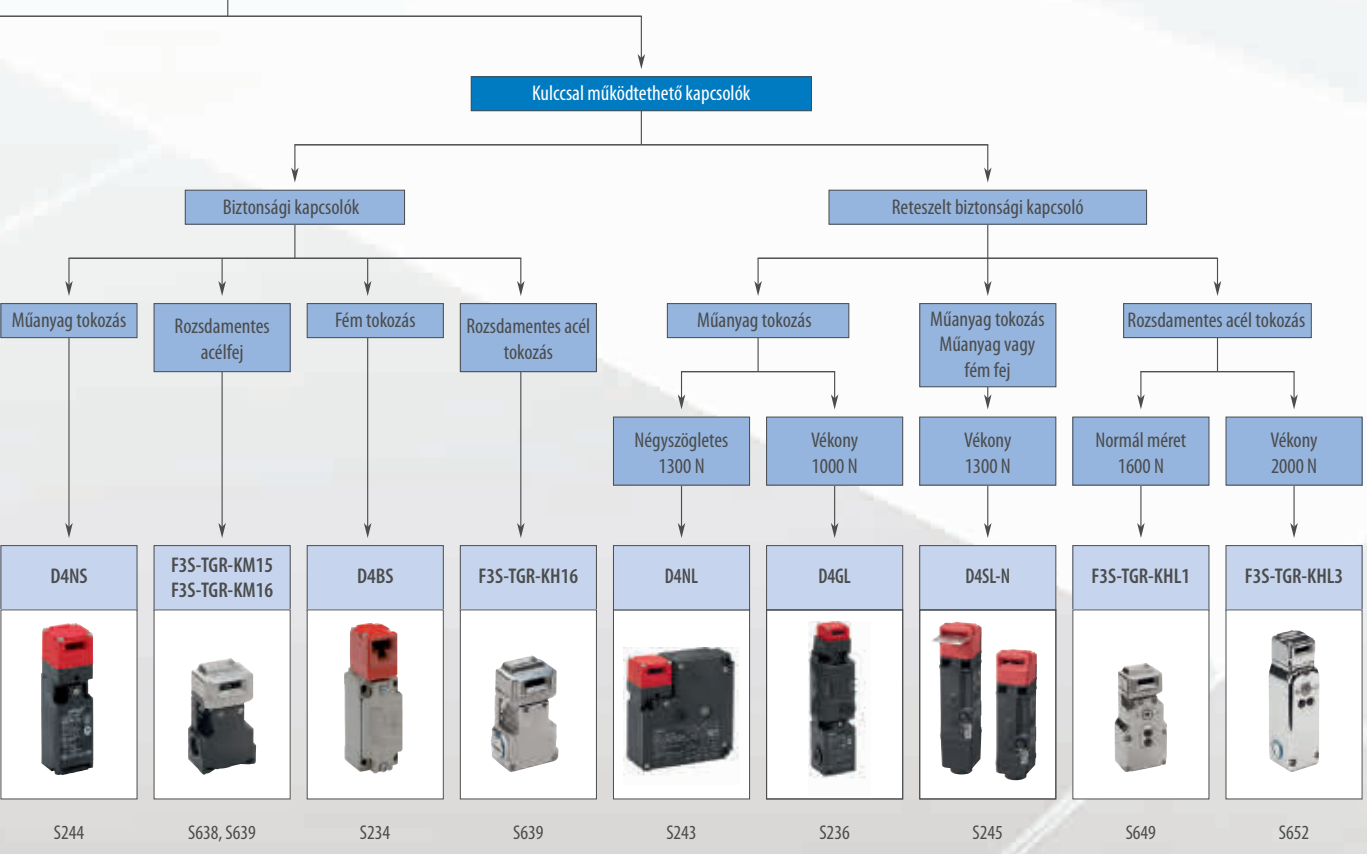 Kulccsal működtethető kapcsolók
Biztonsági kapcsolók
Reteszelt biztonsági kapcsoló
Műanyag tokozás
Rozsdamentes
acélfej
Fém tokozás
Rozsdamentes acél
tokozás
Műanyag tokozás
Műanyag tokozás
Műanyag vagy
fém fej
Rozsdamentes acél tokozás
Négyszögletes
1300 N
Vékony
1000 N
Vékony
1300 N
Normál méret
1600 N
Vékony
2000 N
D4NS
F3S-TGR-KM15
F3S-TGR-KM16
D4BS
F3S-TGR-KH16
D4NL
D4GL
D4SL-N
F3S-TGR-KHL1
F3S-TGR-KHL3
S244
S638, S639
S234
S639
S243
S236
S245
S649
S652